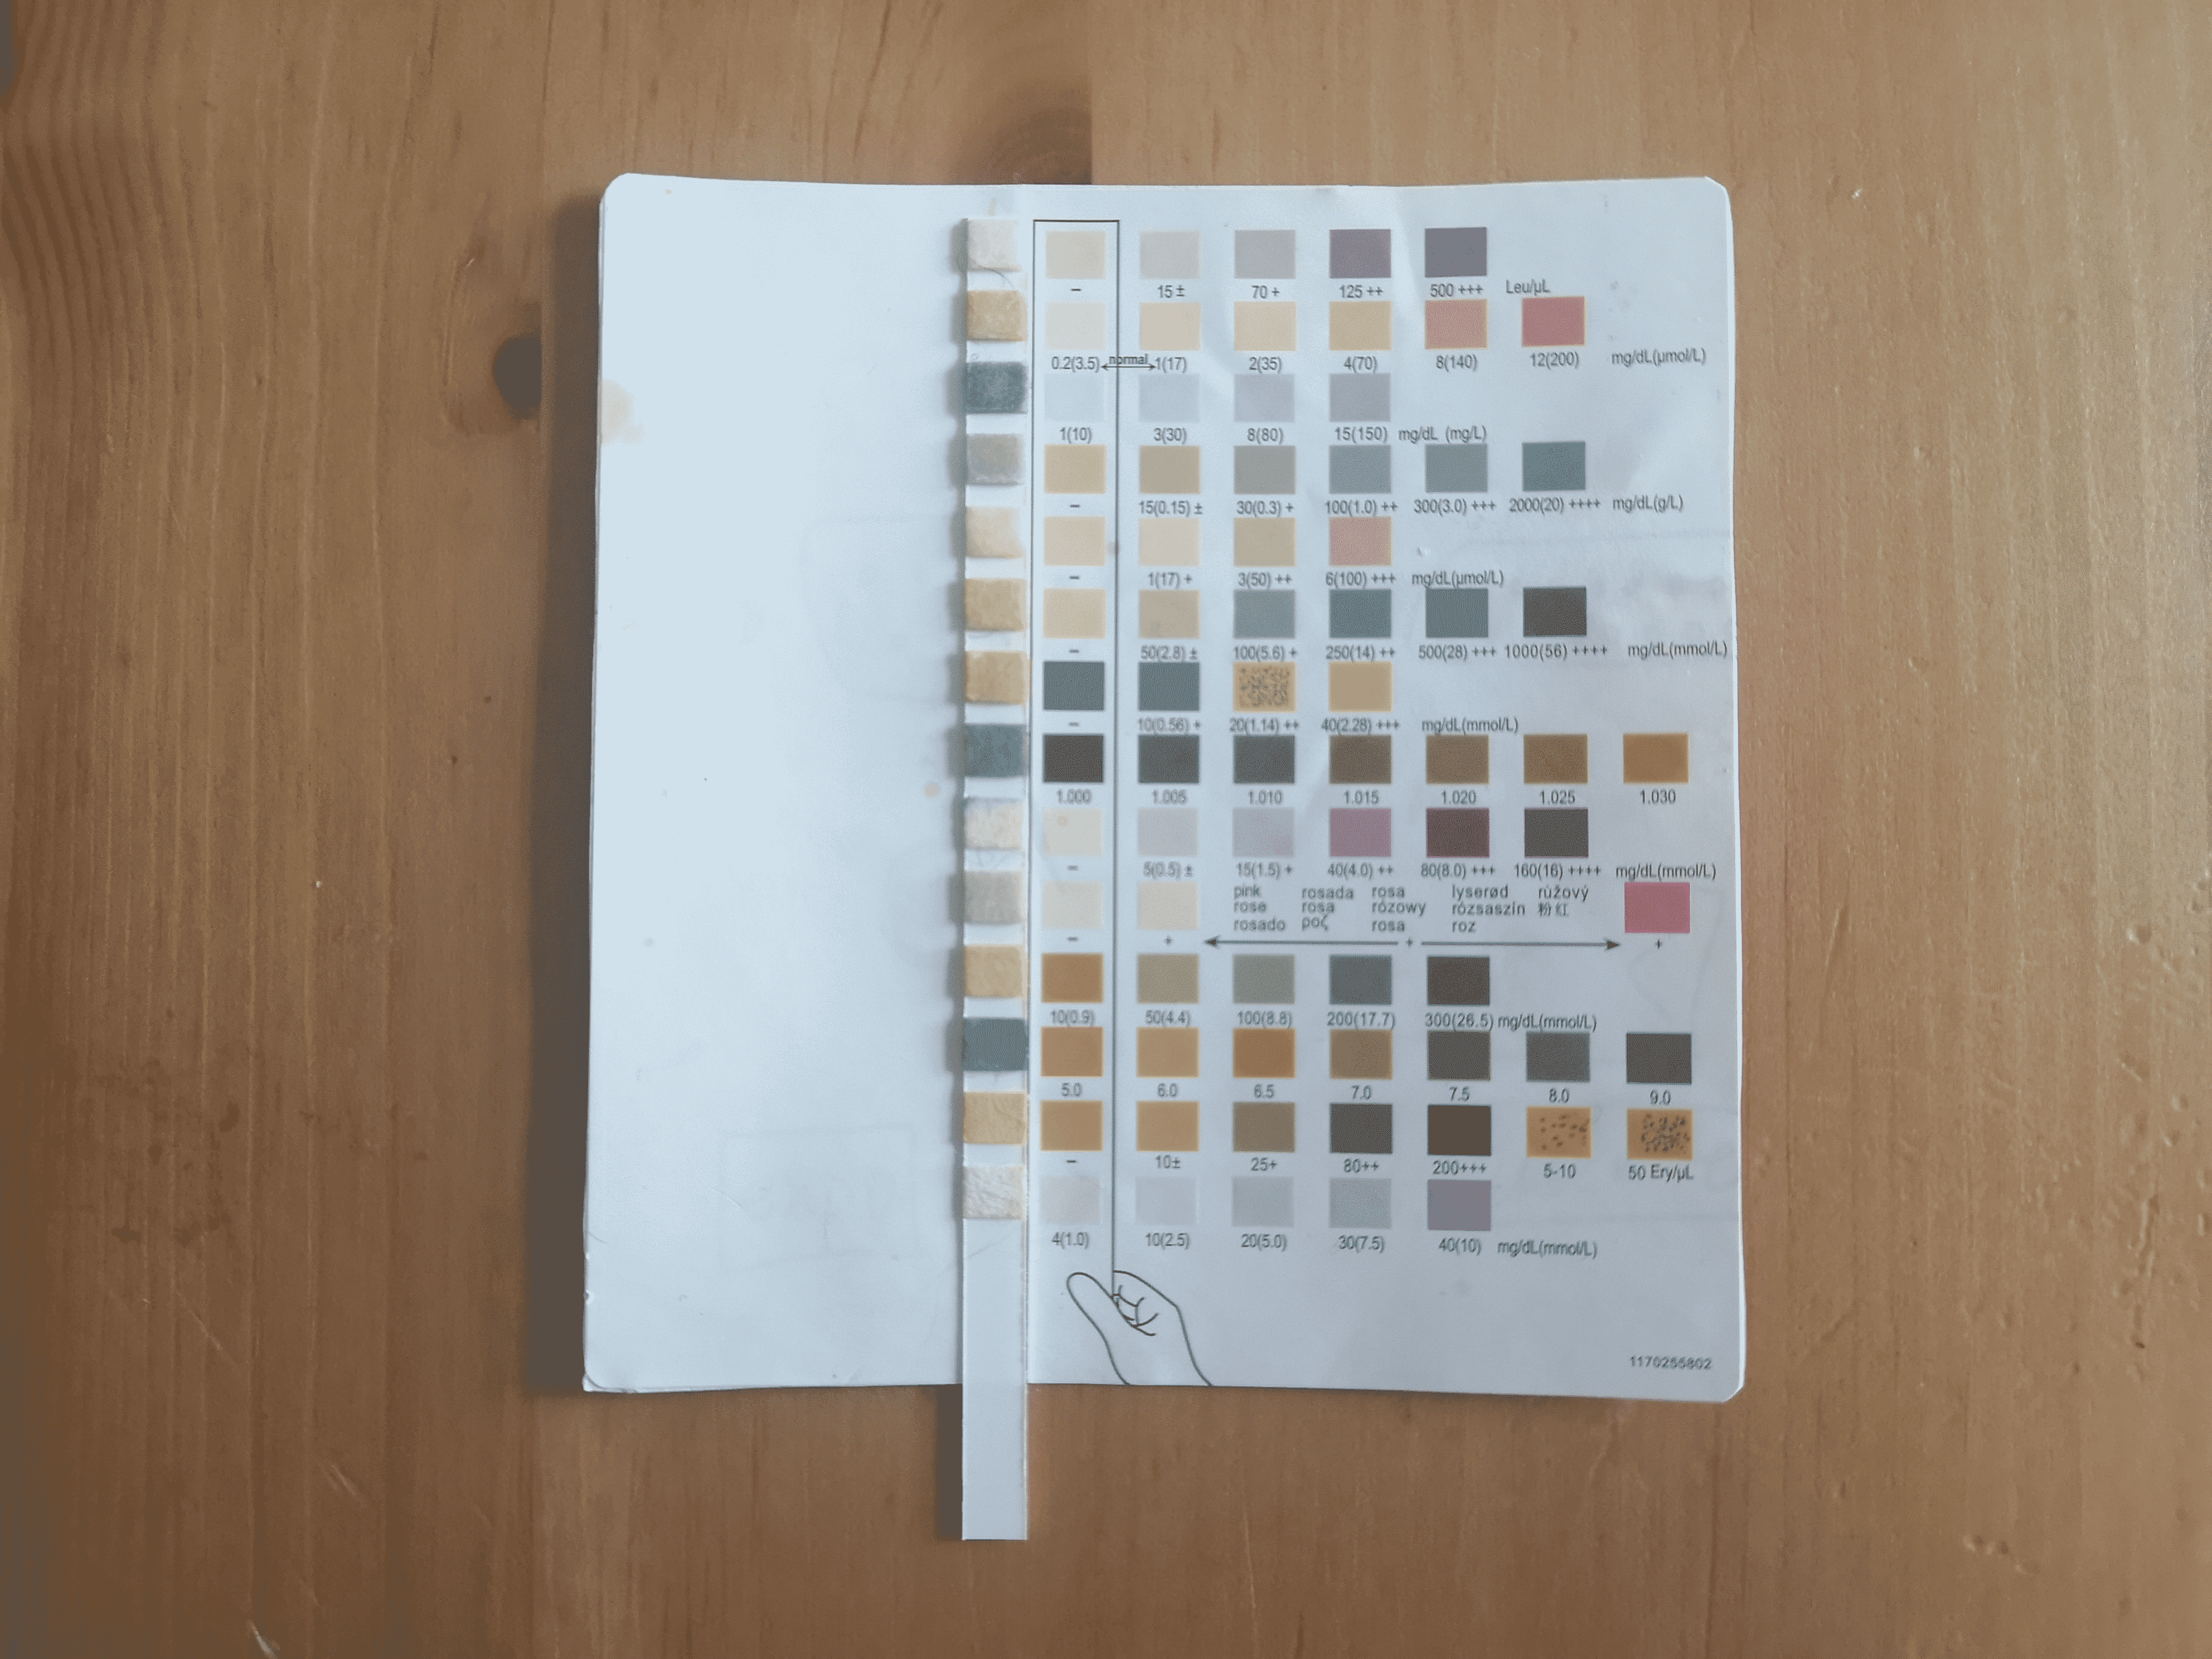 − 15 ± 70 + 125 ++ 500 +++ Leu/µL
0.2(3.5) normal 1(17) 2(35) 4(70) 8(140) 12(200) mg/dL(µmol/L)
1(10) 3(30) 8(80) 15(150) mg/dL (mg/L)
− 15(0.15) ± 30(0.3) + 100(1.0) ++ 300(3.0) +++ 2000(20) ++++ mg/dL(g/L)
− 1(17) + 3(50) ++ 6(100) +++ mg/dL(µmol/L)
− 50(2.8) ± 100(5.6) + 250(14) ++ 500(28) +++ 1000(56) ++++ mg/dL(mmol/L)
− 10(0.56) + 20(1.14) ++ 40(2.28) +++ mg/dL(mmol/L)
1.000 1.005 1.010 1.015 1.020 1.025 1.030
− 5(0.5) ± 15(1.5) + 40(4.0) ++ 80(8.0) +++ 160(16) ++++ mg/dL(mmol/L)
pink rosada rosa lyserød růžový
rose rosa rózowy rózsaszín 粉红
rosado ροζ rosa roz
− + + +
10(0.9) 50(4.4) 100(8.8) 200(17.7) 300(26.5) mg/dL(mmol/L)
5.0 6.0 6.5 7.0 7.5 8.0 9.0
− 10± 25+ 80++ 200+++ 5-10 50 Ery/µL
4(1.0) 10(2.5) 20(5.0) 30(7.5) 40(10) mg/dL(mmol/L)
1170255802